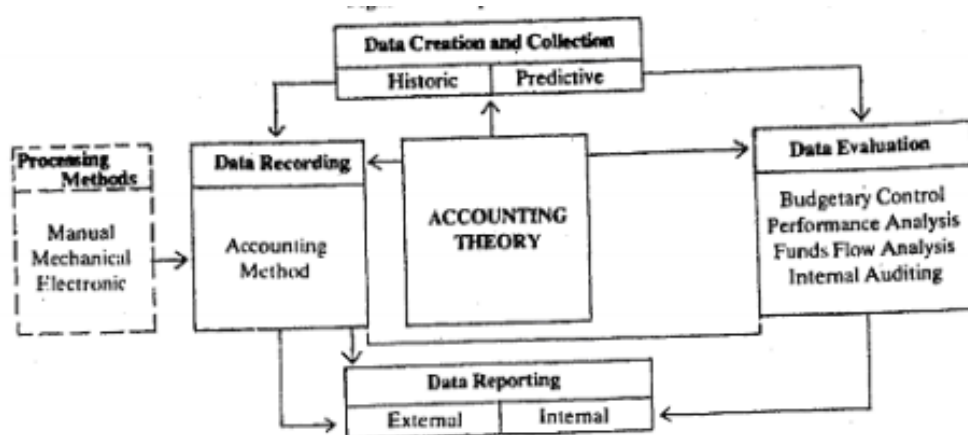 Data Creation and Collection
Historic
Predictive
Processing
Methods
Manual
Mechanical
Electronic
Data Recording
Accounting
Method
ACCOUNTING
THEORY
Data Evaluation
Budgetary Control
Performance Analysis
Funds Flow Analysis
Internal Auditing
Data Reporting
External
Internal